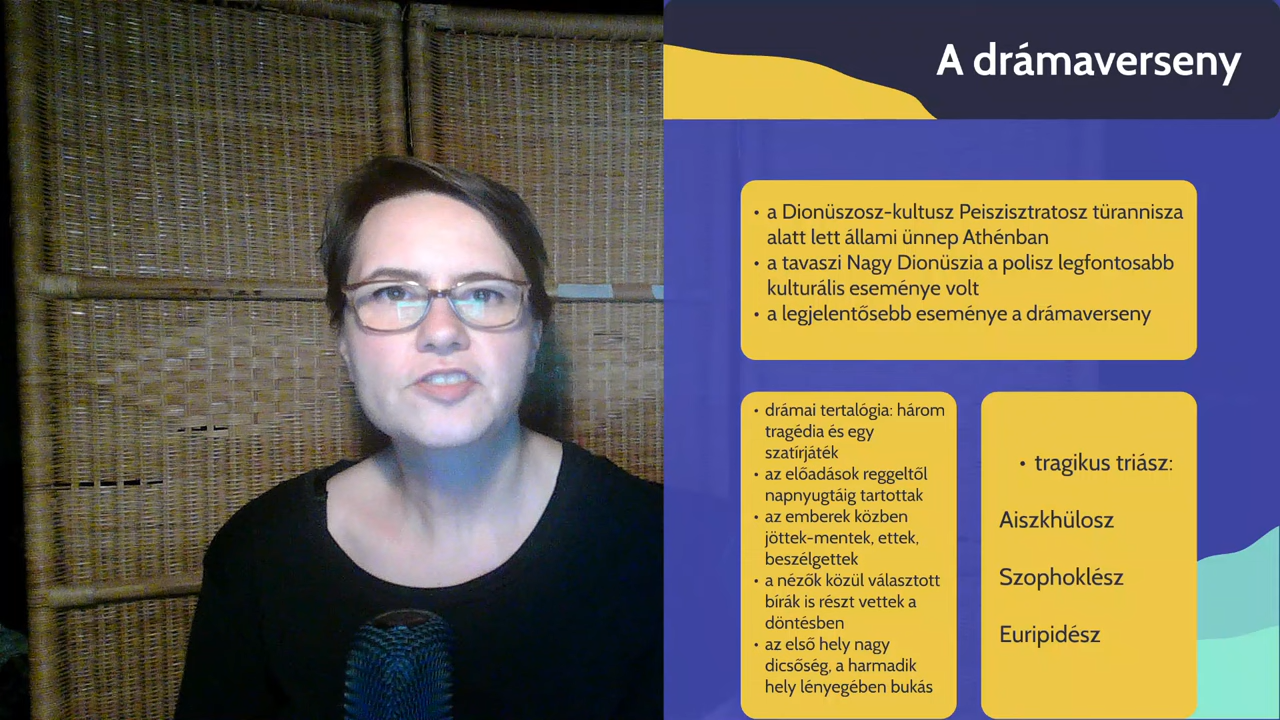 A drámaverseny
• a Dionüszosz-kultusz Peiszisztratosz türannisza
alatt lett állami ünnep Athénban
• a tavaszi Nagy Dionüszia a polisz legfontosabb
kulturális eseménye volt
• a legjelentősebb eseménye a drámaverseny
• drámai tertalógia: három
tragédia és egy
szatírjáték
• az előadások reggeltől
napnyugtáig tartottak
• az emberek közben
jöttek-mentek, ettek,
beszélgettek
• a nézők közül választott
bírák is részt vettek a
döntésben
• az első hely nagy
dicsőség, a harmadik
hely lényegében bukás
• tragikus triász:
Aiszkhülosz
Szophoklész
Euripidész